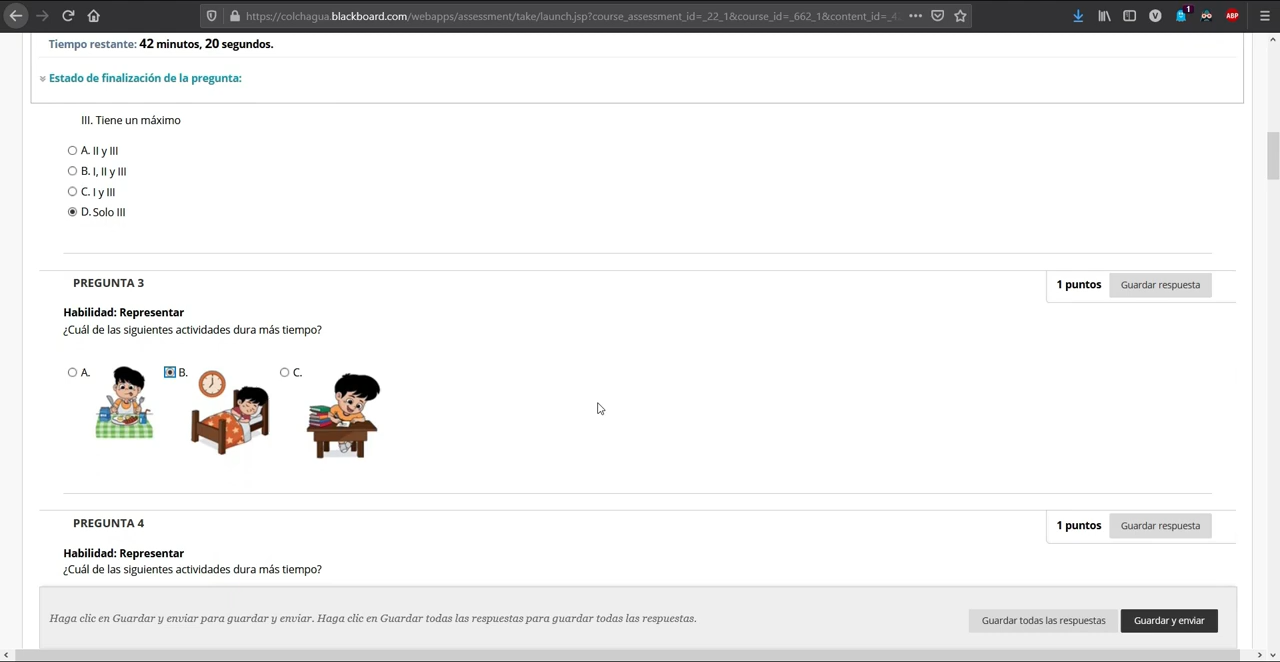 https://colchagua.blackboard.com/webapps/assessment/take/launch.jsp?course_assessment_id=_22_1&course_id=_662_1&content_id=_4
1
ABP
Tiempo restante: 42 minutos, 20 segundos.
Estado de finalización de la pregunta:
III. Tiene un máximo
A. II y III
B. I, II y III
C. I y III
D. Solo III
PREGUNTA 3
1 puntos
Guardar respuesta
Habilidad: Representar
¿Cuál de las siguientes actividades dura más tiempo?
A.
B.
C.
PREGUNTA 4
1 puntos
Guardar respuesta
Habilidad: Representar
¿Cuál de las siguientes actividades dura más tiempo?
Haga clic en Guardar y enviar para guardar y enviar. Haga clic en Guardar todas las respuestas para guardar todas las respuestas.
Guardar todas las respuestas
Guardar y enviar